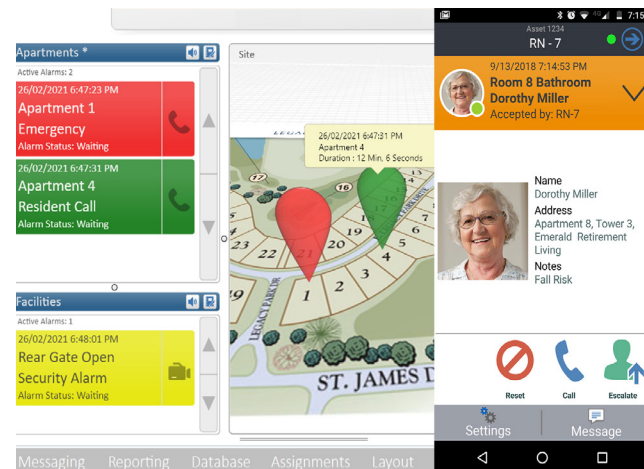 Apartments *
Active Alarms: 2
26/02/2021 6:47:23 PM
Apartment 1
Emergency
Alarm Status: Waiting
26/02/2021 6:47:31 PM
Apartment 4
Resident Call
Alarm Status: Waiting
Facilities
Active Alarms: 1
26/02/2021 6:48:01 PM
Rear Gate Open
Security Alarm
Alarm Status: Waiting
Site
26/02/2021 6:47:31 PM
Apartment 4
Duration : 12 Min. 6 Seconds
17
16
13
14
23
22
21
20
19
4
5
6
1
2
3
LEGACY PARK DR
ST. JAMES D
Messaging Reporting Database Assignments Layout
4G 7:15
Asset 1234
RN - 7
9/13/2018 7:14:53 PM
Room 8 Bathroom
Dorothy Miller
Accepted by: RN-7
Name
Dorothy Miller
Address
Apartment 8, Tower 3,
Emerald Retirement
Living
Notes
Fall Risk
Reset Call Escalate
Settings Message